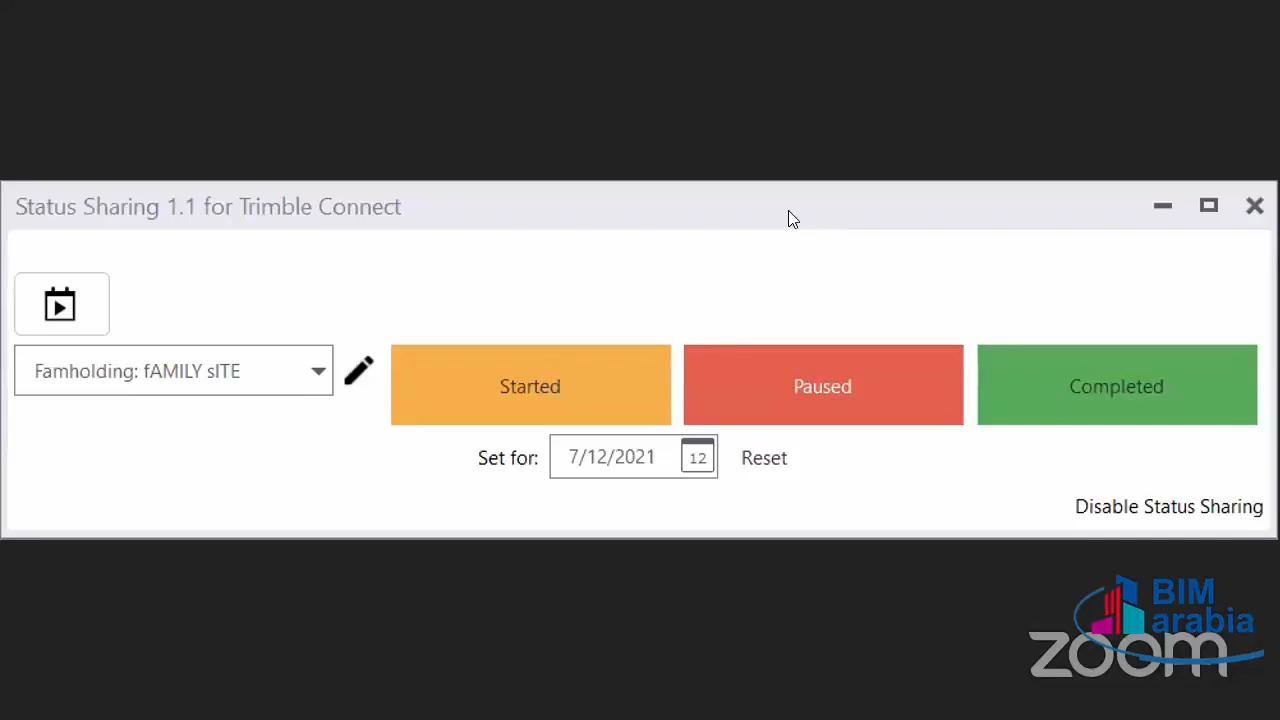 Status Sharing 1.1 for Trimble Connect
Famholding: fAMILY sITE
Started
Paused
Completed
Set for:
7/12/2021
12
Reset
Disable Status Sharing
BIM
arabia
zoom